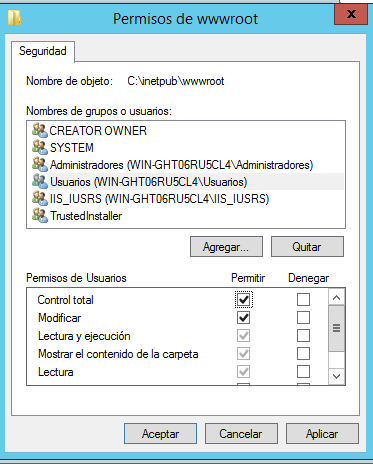 Permisos de wwwroot
x
Seguridad
Nombre de objeto: C:\inetpub\wwwroot
Nombres de grupos o usuarios:
CREATOR OWNER
SYSTEM
Administradores (WIN-GHT06RU5CL4\Administradores)
Usuarios (WIN-GHT06RU5CL4\Usuarios)
IIS_IUSRS (WIN-GHT06RU5CL4\IIS_IUSRS)
TrustedInstaller
Agregar... Quitar
Permisos de Usuarios Permitir Denegar
Control total
Modificar
Lectura y ejecución
Mostrar el contenido de la carpeta
Lectura
Aceptar Cancelar Aplicar